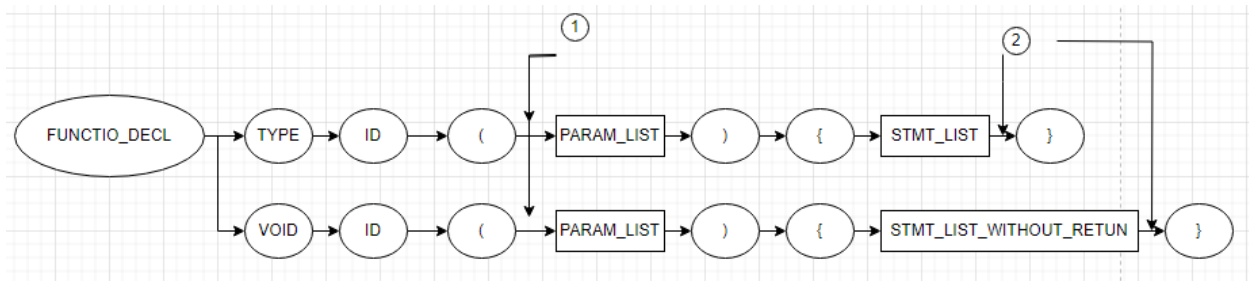 1
2
FUNCTIO_DECL TYPE ID ( PARAM_LIST ) { STMT_LIST }
VOID ID ( PARAM_LIST ) { STMT_LIST_WITHOUT_RETUN }